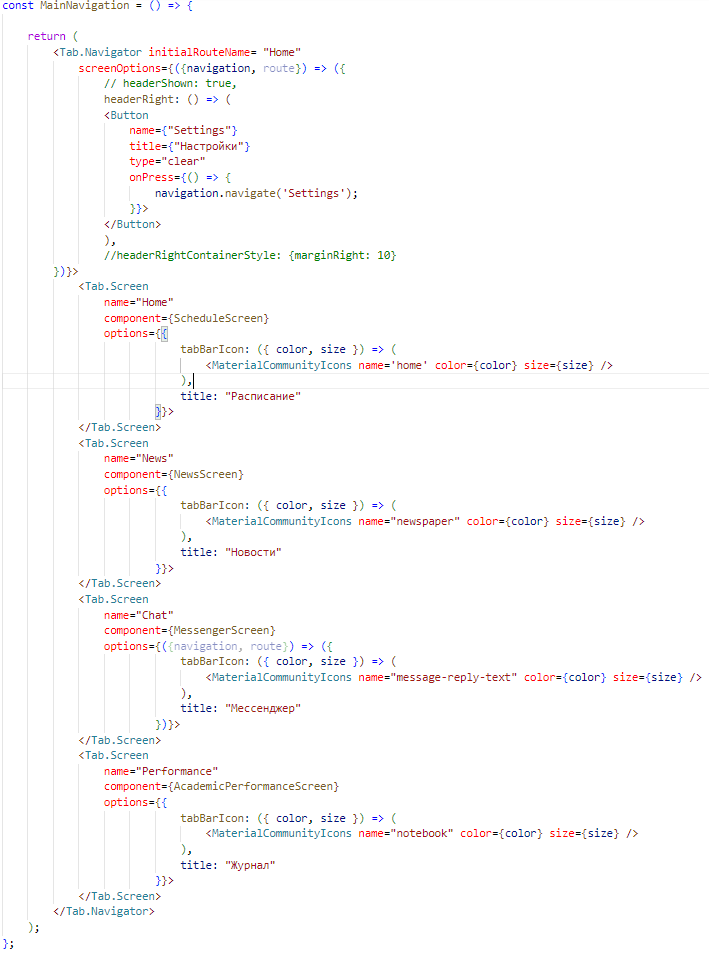 const MainNavigation = () => {
return (
<Tab.Navigator initialRouteName= "Home"
screenOptions={({navigation, route}) => ({
// headerShown: true,
headerRight: () => (
<Button
name={"Settings"}
title={"Настройки"}
type="clear"
onPress={() => {
navigation.navigate('Settings');
}}>
</Button>
),
//headerRightContainerStyle: {marginRight: 10}
})}>
<Tab.Screen
name="Home"
component={ScheduleScreen}
options={{
tabBarIcon: ({ color, size }) => (
<MaterialCommunityIcons name='home' color={color} size={size} />
),
title: "Расписание"
}}>
</Tab.Screen>
<Tab.Screen
name="News"
component={NewsScreen}
options={{
tabBarIcon: ({ color, size }) => (
<MaterialCommunityIcons name="newspaper" color={color} size={size} />
),
title: "Новости"
}}>
</Tab.Screen>
<Tab.Screen
name="Chat"
component={MessengerScreen}
options={({navigation, route}) => ({
tabBarIcon: ({ color, size }) => (
<MaterialCommunityIcons name="message-reply-text" color={color} size={size} />
),
title: "Мессенджер"
})}>
</Tab.Screen>
<Tab.Screen
name="Performance"
component={AcademicPerformanceScreen}
options={{
tabBarIcon: ({ color, size }) => (
<MaterialCommunityIcons name="notebook" color={color} size={size} />
),
title: "Журнал"
}}>
</Tab.Screen>
</Tab.Navigator>
);
};